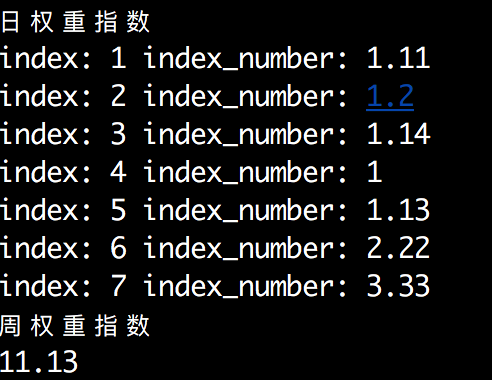 日权重指数
index: 1 index_number: 1.11
index: 2 index_number: 1.2
index: 3 index_number: 1.14
index: 4 index_number: 1
index: 5 index_number: 1.13
index: 6 index_number: 2.22
index: 7 index_number: 3.33
周权重指数
11.13